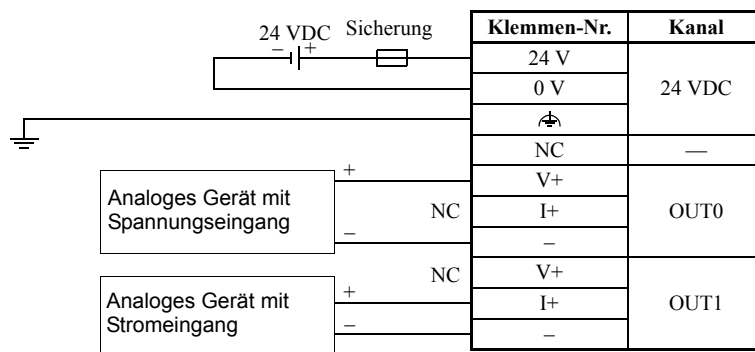 24 VDC
Sicherung
– +
Klemmen-Nr. Kanal
24 V
0 V
24 VDC
NC —
Analoges Gerät mit
Spannungseingang
+
–
NC
V+
I+
–
OUT0
Analoges Gerät mit
Stromeingang
NC
+
–
V+
I+
–
OUT1